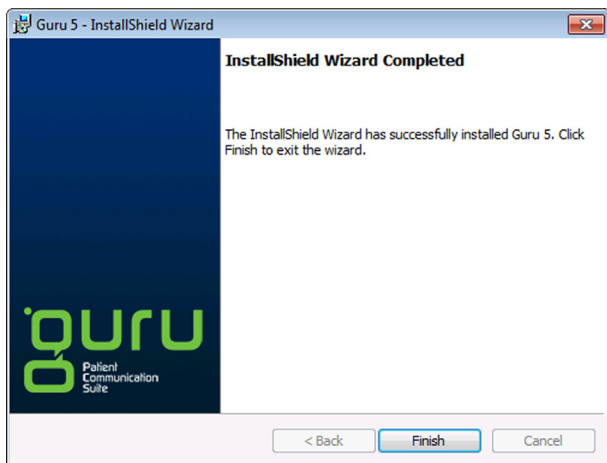 Guru 5 - InstallShield Wizard
InstallShield Wizard Completed
The InstallShield Wizard has successfully installed Guru 5. Click
Finish to exit the wizard.
guru
Patient
Communication
Suite
< Back
Finish
Cancel